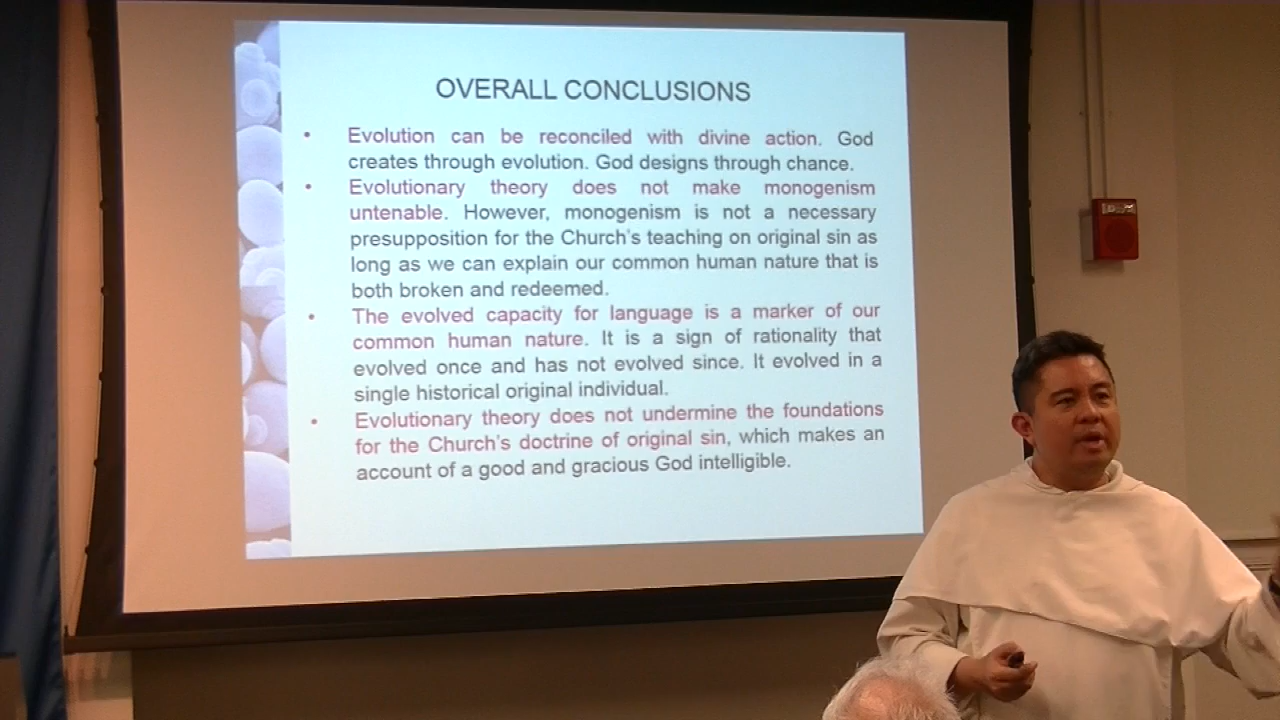 OVERALL CONCLUSIONS
• Evolution can be reconciled with divine action. God
creates through evolution. God designs through chance.
• Evolutionary theory does not make monogenism
untenable. However, monogenism is not a necessary
presupposition for the Church's teaching on original sin as
long as we can explain our common human nature that is
both broken and redeemed.
• The evolved capacity for language is a marker of our
common human nature. It is a sign of rationality that
evolved once and has not evolved since. It evolved in a
single historical original individual.
• Evolutionary theory does not undermine the foundations
for the Church's doctrine of original sin, which makes an
account of a good and gracious God intelligible.